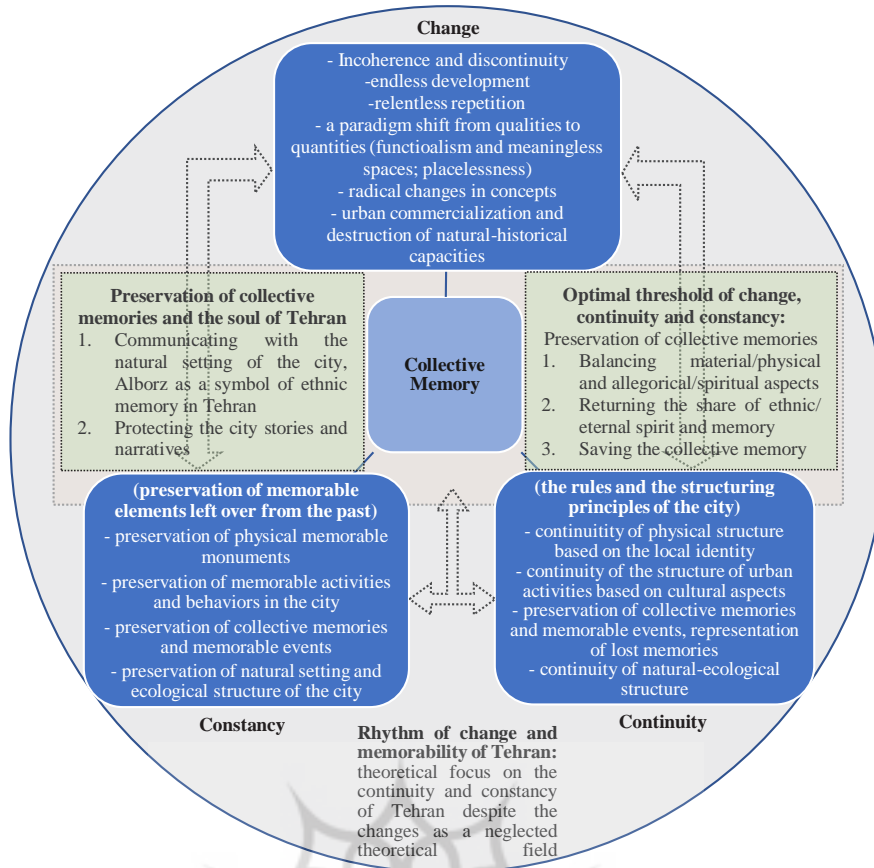 Change
- Incoherence and discontinuity
-endless development
-relentless repetition
- a paradigm shift from qualities to
quantities (functioalism and meaningless
spaces; placelessness)
- radical changes in concepts
- urban commercialization and
destruction of natural-historical
capacities
Preservation of collective
memories and the soul of Tehran
1. Communicating with the
natural setting of the city,
Alborz as a symbol of ethnic
memory in Tehran
2. Protecting the city stories and
narratives
Collective
Memory
Optimal threshold of change,
continuity and constancy:
Preservation of collective memories
1. Balancing material/physical
and allegorical/spiritual aspects
2. Returning the share of ethnic/
eternal spirit and memory
3. Saving the collective memory
(preservation of memorable
elements left over from the past)
- preservation of physical memorable
monuments
- preservation of memorable activities
and behaviors in the city
- preservation of collective memories
and memorable events
- preservation of natural setting and
ecological structure of the city
Constancy
(the rules and the structuring
principles of the city)
- continuitity of physical structure
based on the local identity
- continuity of the structure of urban
activities based on cultural aspects
- preservation of collective memories
and memorable events, representation
of lost memories
- continuity of natural-ecological
structure
Continuity
Rhythm of change and
memorability of Tehran:
theoretical focus on the
continuity and constancy
of Tehran despite the
changes as a neglected
theoretical field